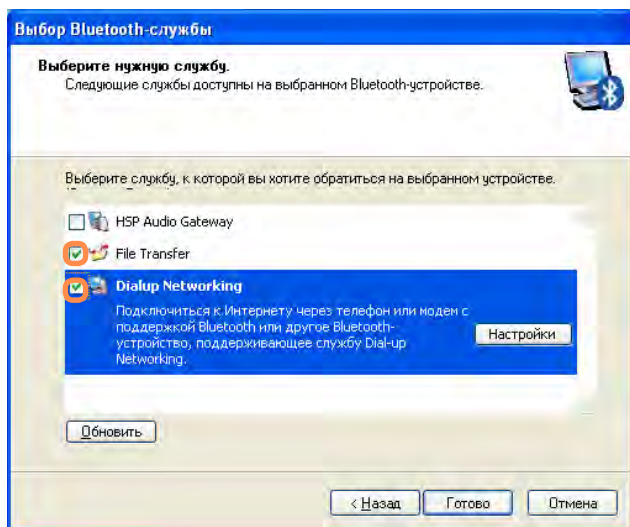 Выбор Bluetooth-службы
Выберите нужную службу.
Следующие службы доступны на выбранном Bluetooth-устройстве.
Выберите службу, к которой вы хотите обратиться на выбранном устройстве.
HSP Audio Gateway
File Transfer
Dialup Networking
Подключиться к Интернету через телефон или модем с
поддержкой Bluetooth или другое Bluetooth-
устройство, поддерживающее службу Dial-up
Networking.
Настройки
Обновить
< Назад
Готово
Отмена